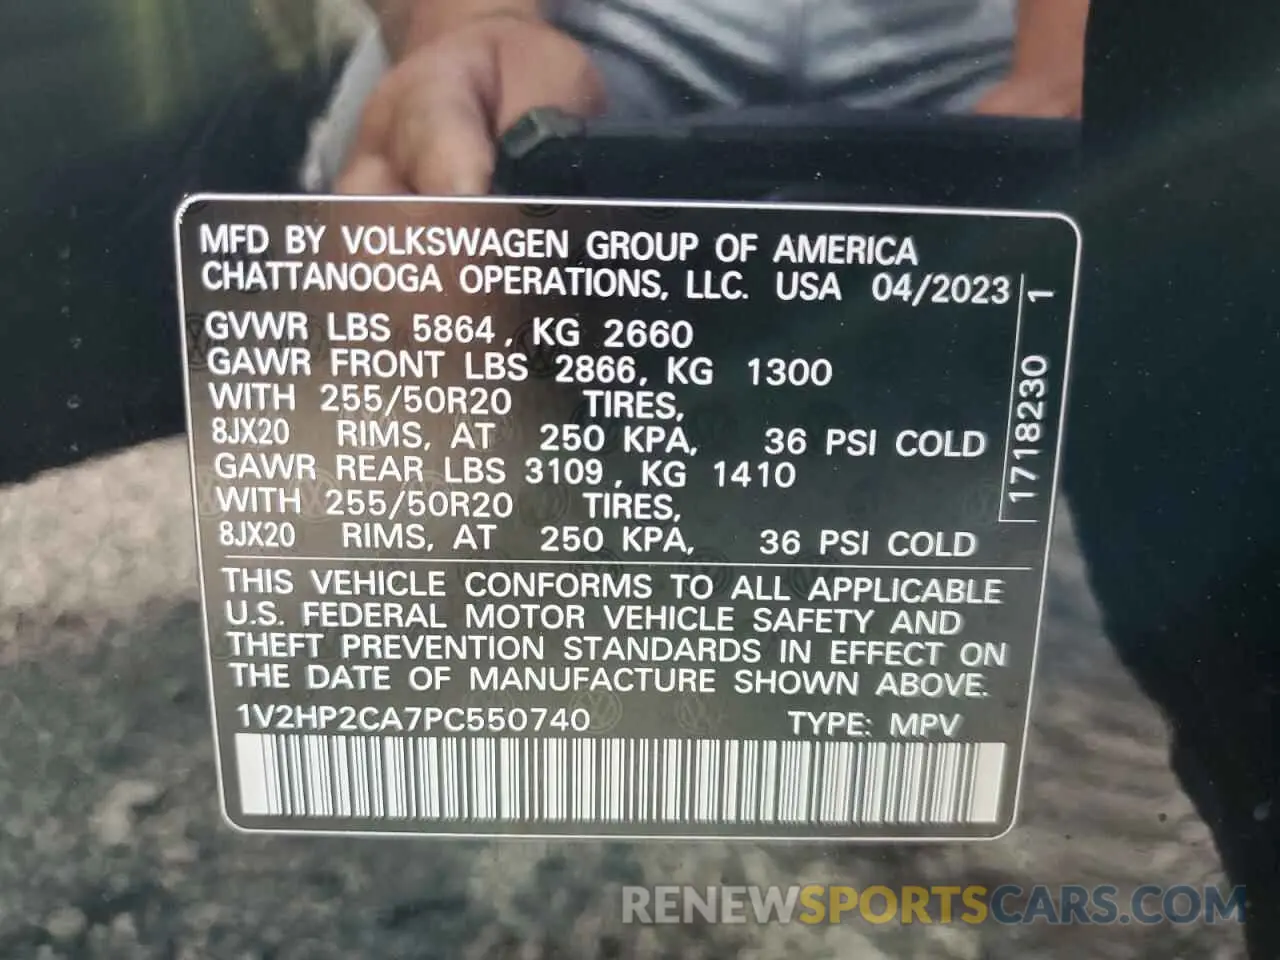 MFD BY VOLKSWAGEN GROUP OF AMERICA
CHATTANOOGA OPERATIONS, LLC. USA 04/2023
GVWR LBS 5864, KG 2660
GAWR FRONT LBS 2866, KG 1300
WITH 255/50R20 TIRES,
8JX20 RIMS, AT 250 KPA, 36 PSI COLD
GAWR REAR LBS 3109, KG 1410
WITH 255/50R20 TIRES,
8JX20 RIMS, AT 250 KPA, 36 PSI COLD
1718230 1
THIS VEHICLE CONFORMS TO ALL APPLICABLE
U.S. FEDERAL MOTOR VEHICLE SAFETY AND
THEFT PREVENTION STANDARDS IN EFFECT ON
THE DATE OF MANUFACTURE SHOWN ABOVE.
1V2HP2CA7PC550740 TYPE: MPV
RENEWSPORTSCARS.COM